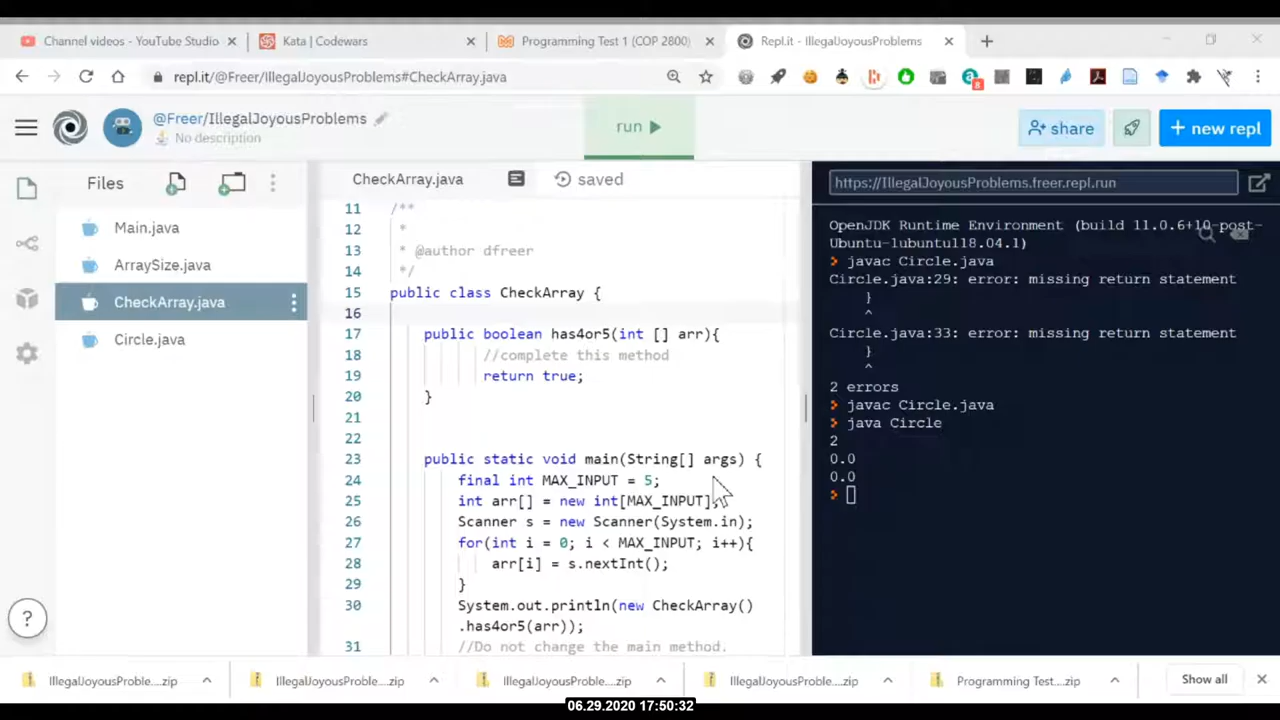 Channel videos - YouTube Studio
Kata | Codewars
Programming Test 1 (COP 2800)
Repl.it - IllegalJoyousProblems
repl.it/@Freer/IllegalJoyousProblems#CheckArray.java
8
@Freer/IllegalJoyousProblems
No description
run
share
+ new repl
Files
CheckArray.java
saved
https://IllegalJoyousProblems.freer.repl.run
Main.java
ArraySize.java
CheckArray.java
Circle.java
11 /**
12 *
13 * @author dfreer
14 */
15 public class CheckArray {
16
17 public boolean has4or5(int [] arr){
18 //complete this method
19 return true;
20 }
21
22
23 public static void main(String[] args) {
24 final int MAX_INPUT = 5;
25 int arr[] = new int[MAX_INPUT];
26 Scanner s = new Scanner(System.in);
27 for(int i = 0; i < MAX_INPUT; i++){
28 arr[i] = s.nextInt();
29 }
30 System.out.println(new CheckArray()
.has4or5(arr));
31 //Do not change the main method.
OpenJDK Runtime Environment (build 11.0.6+10-post-
Ubuntu-1ubuntu118.04.1)
> javac Circle.java
Circle.java:29: error: missing return statement
}
^
Circle.java:33: error: missing return statement
}
^
2 errors
> javac Circle.java
> java Circle
2
0.0
0.0
>
?
IllegalJoyousProble....zip
IllegalJoyousProble....zip
IllegalJoyousProble....zip
IllegalJoyousProble....zip
Programming Test....zip
Show all
06.29.2020 17:50:32